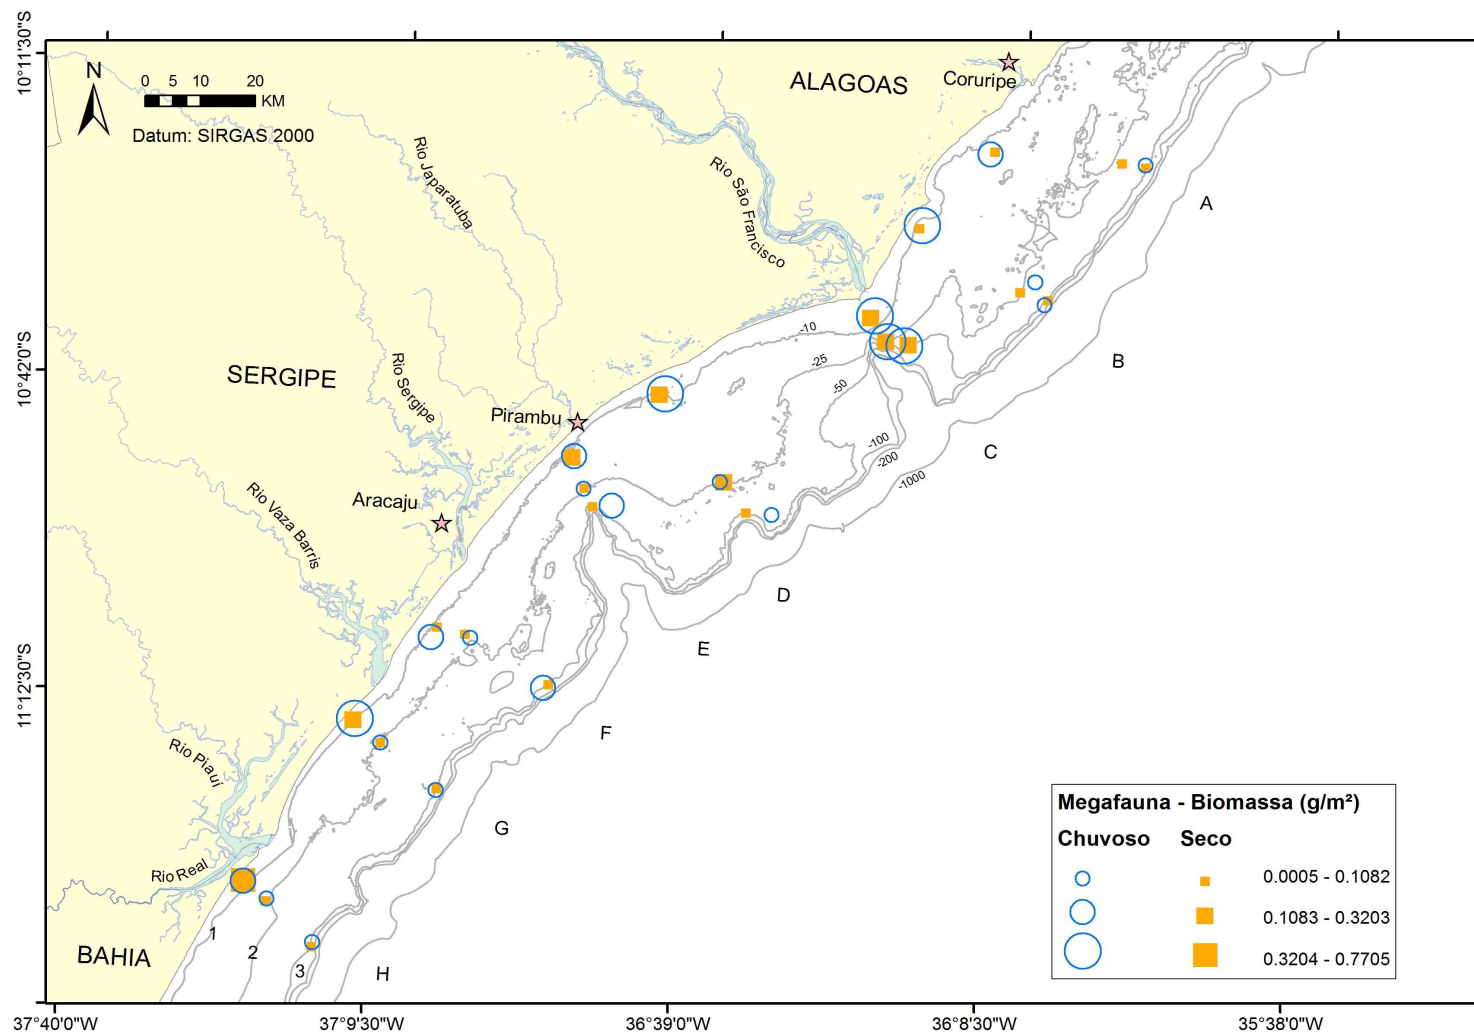 10°11'30"S
10°42'0"S
11°12'30"S
N
0 5 10 20
KM
Datum: SIRGAS 2000
ALAGOAS
Coruripe
Rio Japaratuba
Rio São Francisco
A
B
C
D
E
F
G
H
-10
-25
-50
-100
-200
-1000
SERGIPE
Rio Sergipe
Pirambu
Aracaju
Rio Vaza Barris
Rio Piauí
Rio Real
BAHIA
1
2
3
Megafauna - Biomassa (g/m²)
Chuvoso Seco
0.0005 - 0.1082
0.1083 - 0.3203
0.3204 - 0.7705
37°40'0"W 37°9'30"W 36°39'0"W 36°8'30"W 35°38'0"W